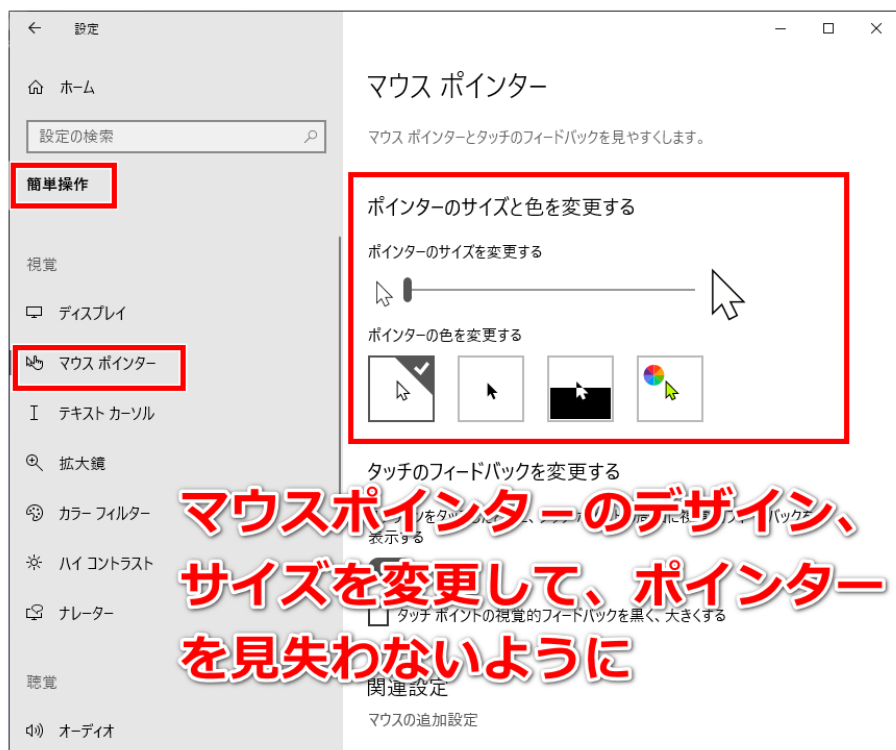 設定
ホーム
設定の検索
簡単操作
視覚
ディスプレイ
マウス ポインター
テキスト カーソル
拡大鏡
カラー フィルター
ハイ コントラスト
ナレーター
聴覚
オーディオ
マウス ポインター
マウス ポインターとタッチのフィードバックを見やすくします。
ポインターのサイズと色を変更する
ポインターのサイズを変更する
ポインターの色を変更する
タッチのフィードバックを変更する
表示する
タッチ ポイントの視覚的フィードバックを黒く、大きくする
関連設定
マウスの追加設定
マウスポインターのデザイン、
サイズを変更して、ポインター
を見失わないように